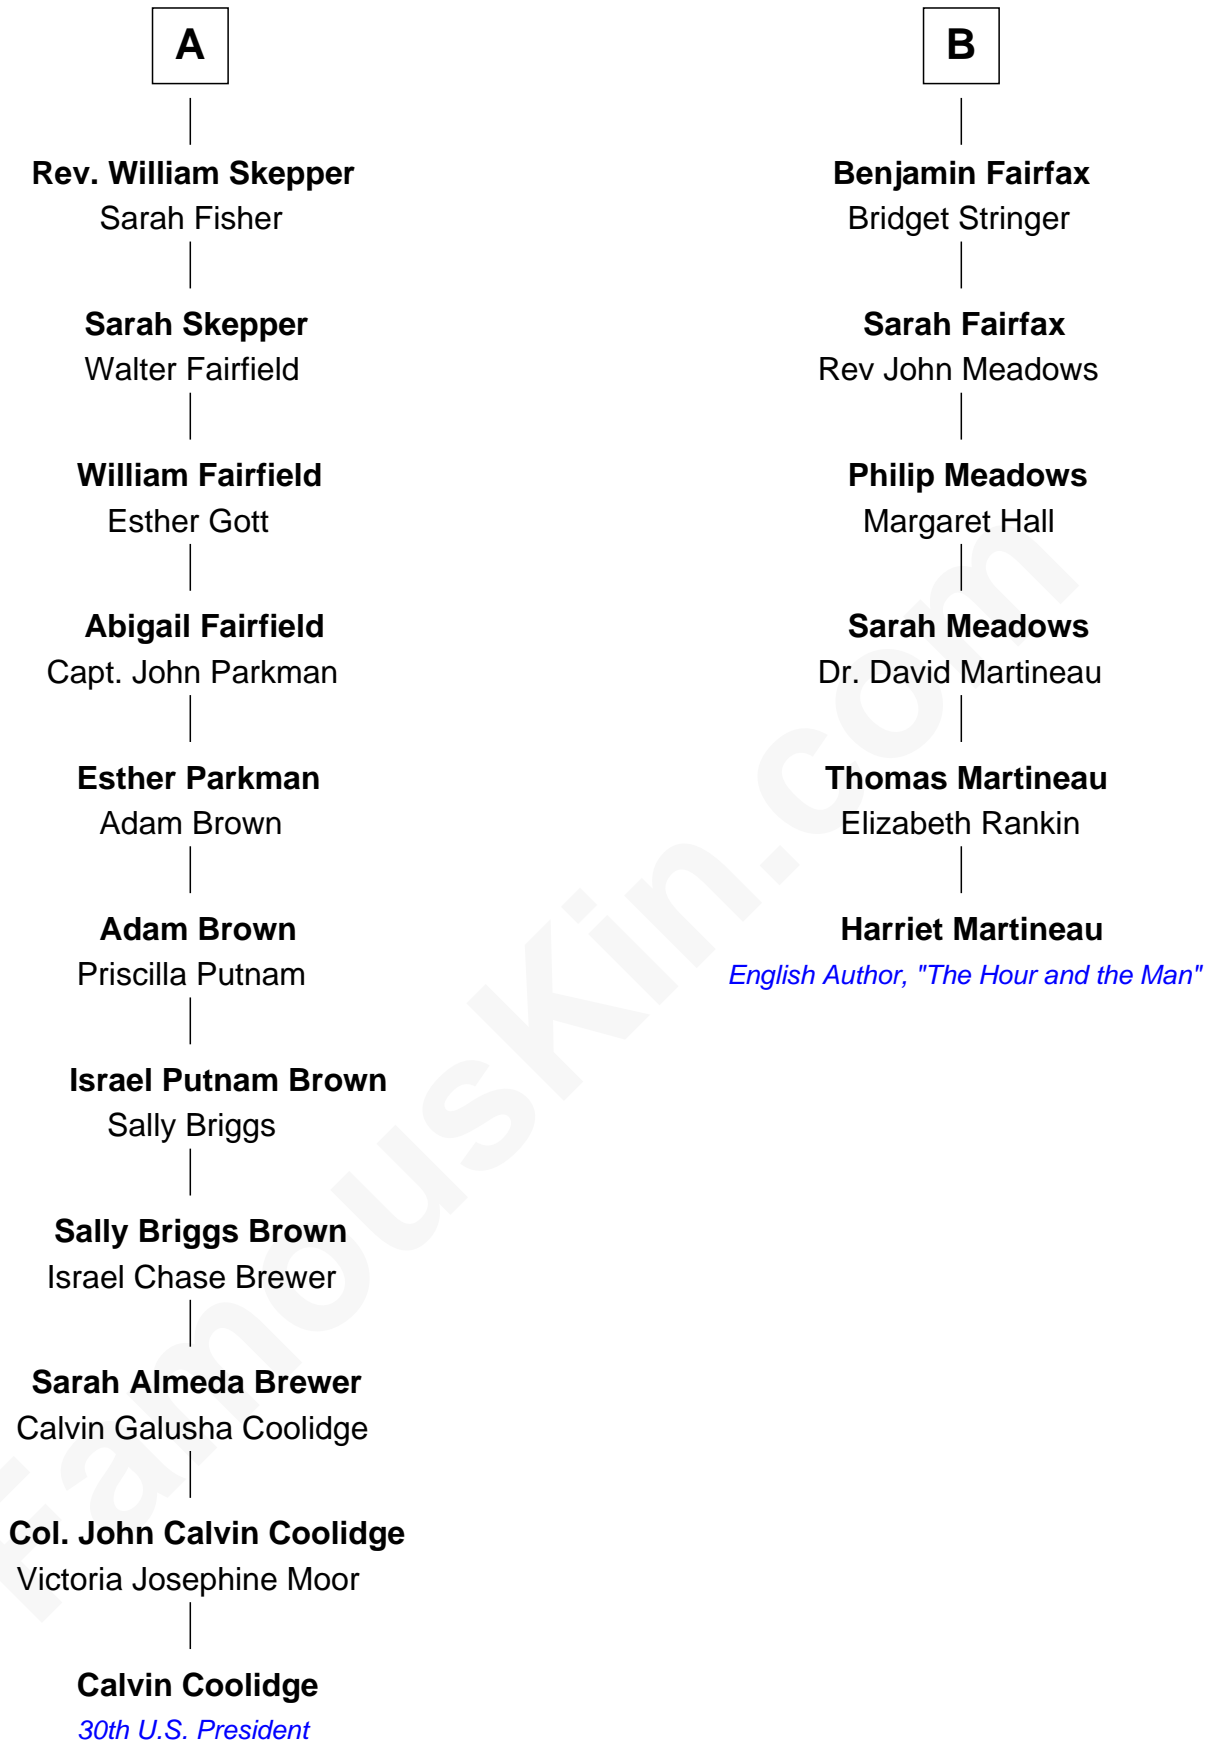 A
Rev. William Skepper
Sarah Fisher
Sarah Skepper
Walter Fairfield
William Fairfield
Esther Gott
Abigail Fairfield
Capt. John Parkman
Esther Parkman
Adam Brown
Adam Brown
Priscilla Putnam
Israel Putnam Brown
Sally Briggs
Sally Briggs Brown
Israel Chase Brewer
Sarah Almeda Brewer
Calvin Galusha Coolidge
Col. John Calvin Coolidge
Victoria Josephine Moor
Calvin Coolidge
30th U.S. President
B
Benjamin Fairfax
Bridget Stringer
Sarah Fairfax
Rev John Meadows
Philip Meadows
Margaret Hall
Sarah Meadows
Dr. David Martineau
Thomas Martineau
Elizabeth Rankin
Harriet Martineau
English Author, "The Hour and the Man"
FamousKin.com